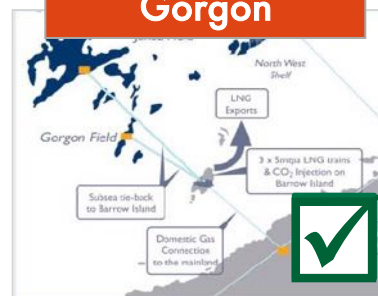 Gorgon
North West
Shelf
LNG
Exports
Gorgon Field
3 x 5mtpa LNG trains
& CO₂ Injection on
Barrow Island
Subsea tie-back
to Barrow Island
Domestic Gas
Connection
to the mainland